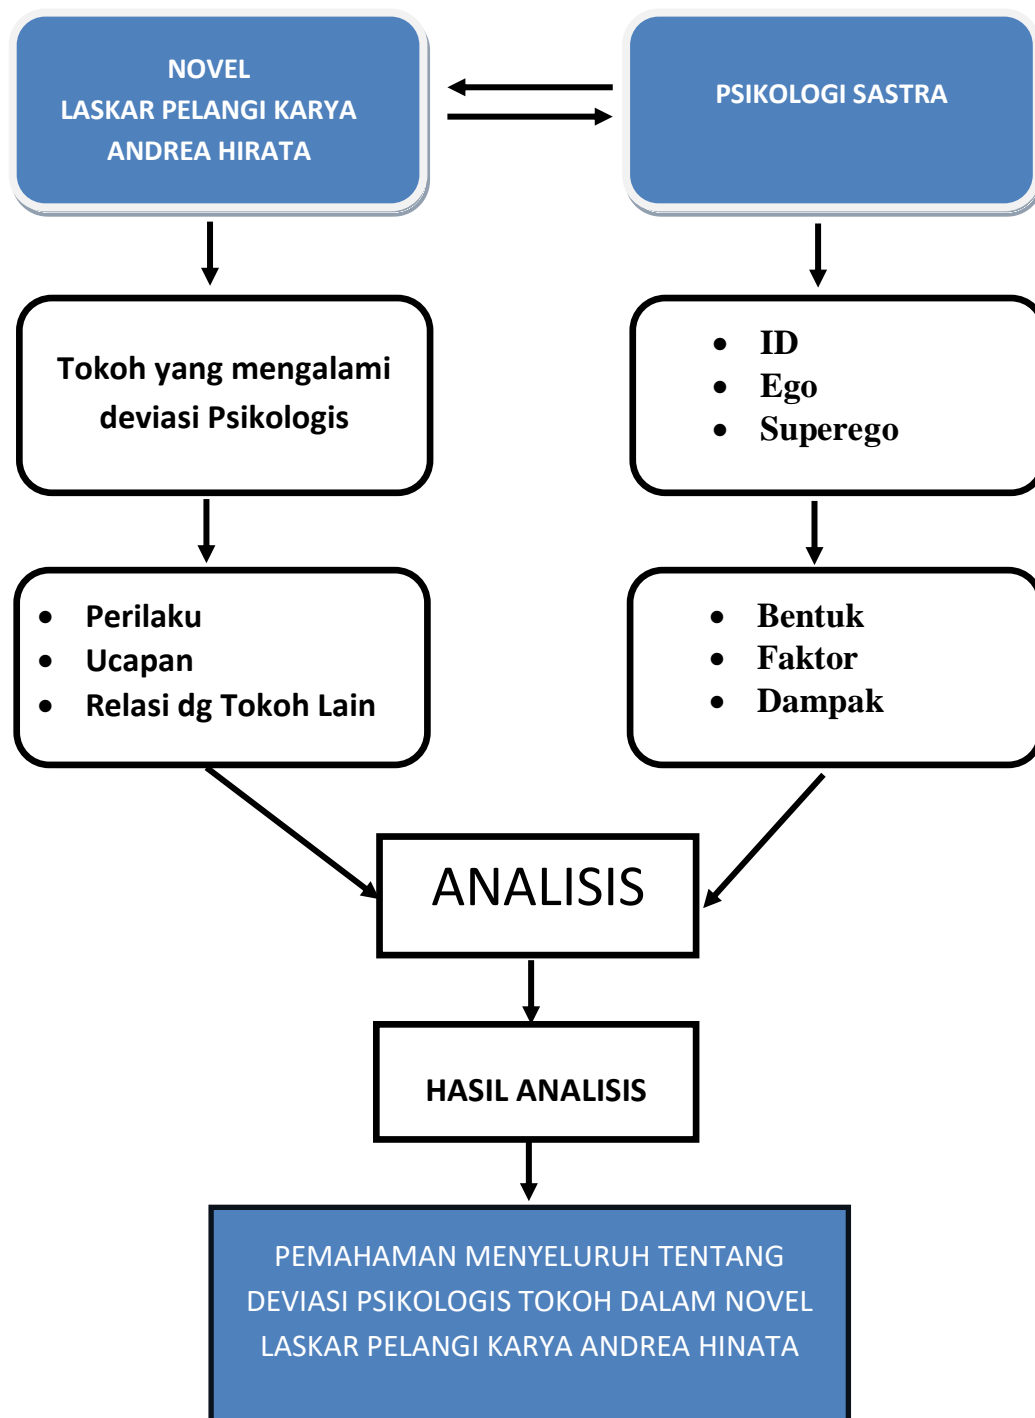 NOVEL
LASKAR PELANGI KARYA
ANDREA HIRATA
PSIKOLOGI SASTRA
Tokoh yang mengalami
deviasi Psikologis
• ID
• Ego
• Superego
• Perilaku
• Ucapan
• Relasi dg Tokoh Lain
• Bentuk
• Faktor
• Dampak
ANALISIS
HASIL ANALISIS
PEMAHAMAN MENYELURUH TENTANG
DEVIASI PSIKOLOGIS TOKOH DALAM NOVEL
LASKAR PELANGI KARYA ANDREA HINATA